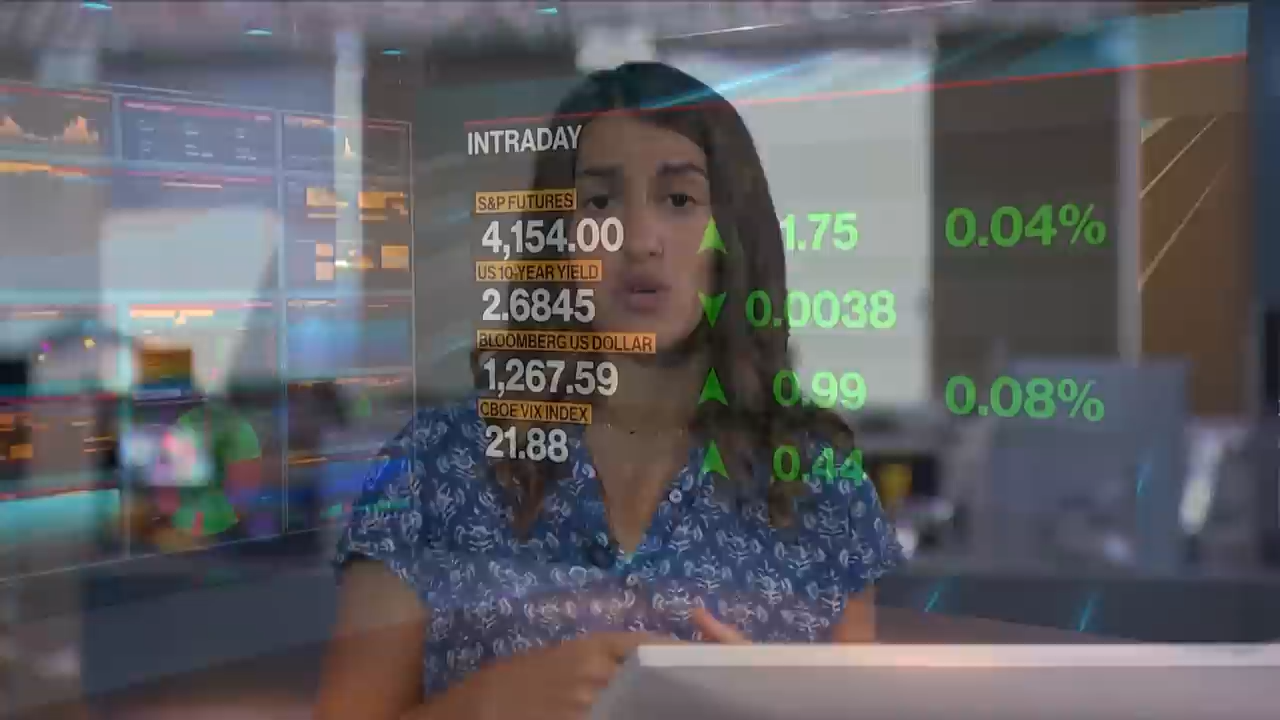 INTRADAY
S&P FUTURES
4,154.00 1.75 0.04%
US 10-YEAR YIELD
2.6845 0.0038
BLOOMBERG US DOLLAR
1,267.59 0.99 0.08%
CBOE VIX INDEX
21.88 0.44